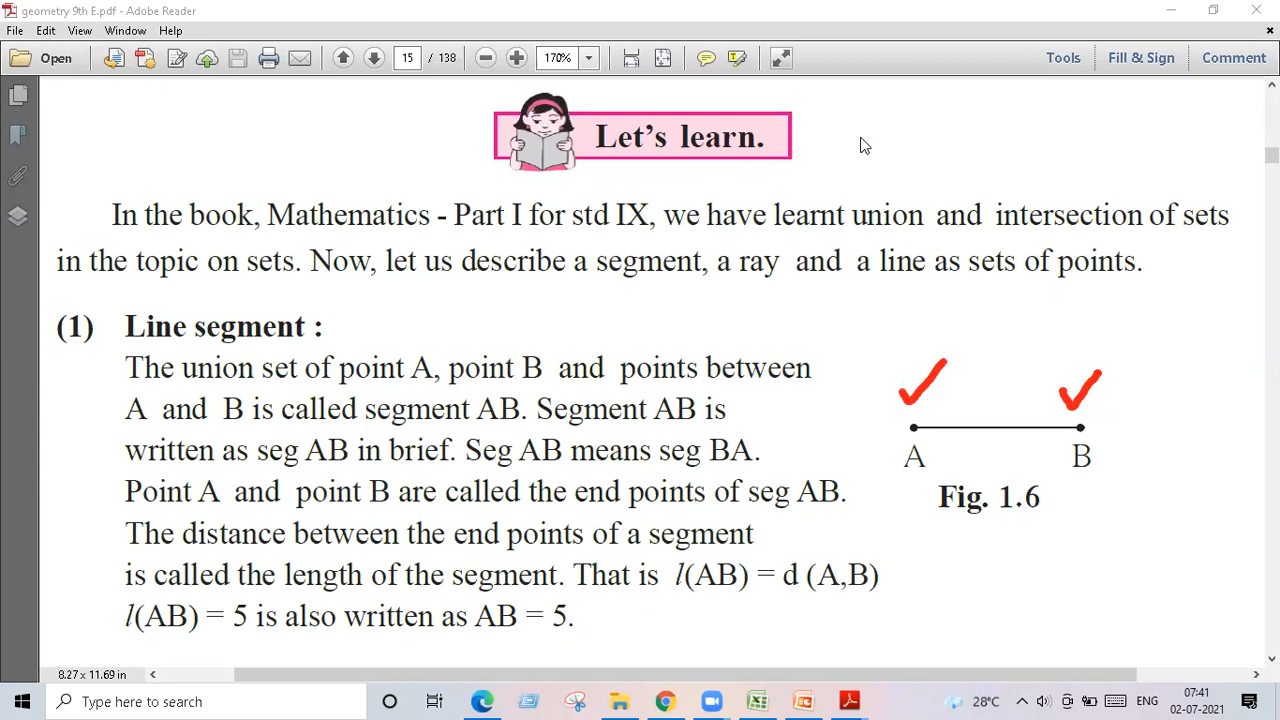 geometry 9th E.pdf - Adobe Reader
File Edit View Window Help
Open 15 / 138 170% Tools Fill & Sign Comment
Let's learn.
In the book, Mathematics - Part I for std IX, we have learnt union and intersection of sets
in the topic on sets. Now, let us describe a segment, a ray and a line as sets of points.
(1) Line segment :
The union set of point A, point B and points between
A and B is called segment AB. Segment AB is
written as seg AB in brief. Seg AB means seg BA.
Point A and point B are called the end points of seg AB.
The distance between the end points of a segment
is called the length of the segment. That is l(AB) = d (A,B)
l(AB) = 5 is also written as AB = 5.
A B
Fig. 1.6
8.27 x 11.69 in
Type here to search
28°C ENG 07:41
02-07-2021